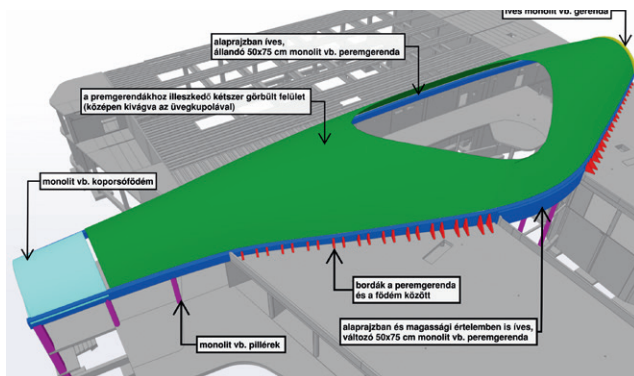 íves monolit vb. gerenda
alaprajzban íves,
állandó 50x75 cm monolit vb. peremgerenda
a premgerendákhoz illeszkedő kétszer görbült felület
(középen kivágva az üvegkupolával)
monolit vb. koporsófödém
bordák a peremgerenda
és a födém között
monolit vb. pillérek
alaprajzban és magassági értelemben is íves,
változó 50x75 cm monolit vb. peremgerenda